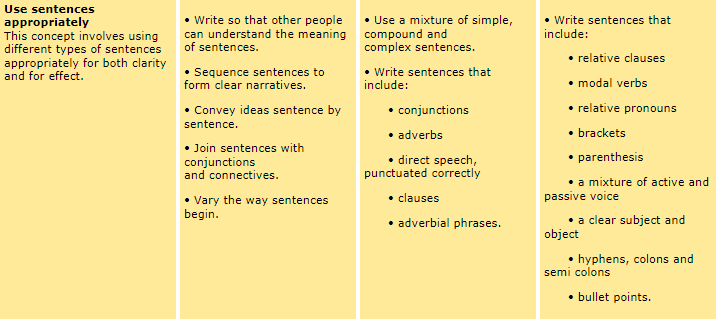 Use sentences
appropriately
This concept involves using
different types of sentences
appropriately for both clarity
and for effect.
• Write so that other people
can understand the meaning
of sentences.
• Sequence sentences to
form clear narratives.
• Convey ideas sentence by
sentence.
• Join sentences with
conjunctions
and connectives.
• Vary the way sentences
begin.
• Use a mixture of simple,
compound and
complex sentences.
• Write sentences that
include:
• conjunctions
• adverbs
• direct speech,
punctuated correctly
• clauses
• adverbial phrases.
• Write sentences that
include:
• relative clauses
• modal verbs
• relative pronouns
• brackets
• parenthesis
• a mixture of active and
passive voice
• a clear subject and
object
• hyphens, colons and
semi colons
• bullet points.